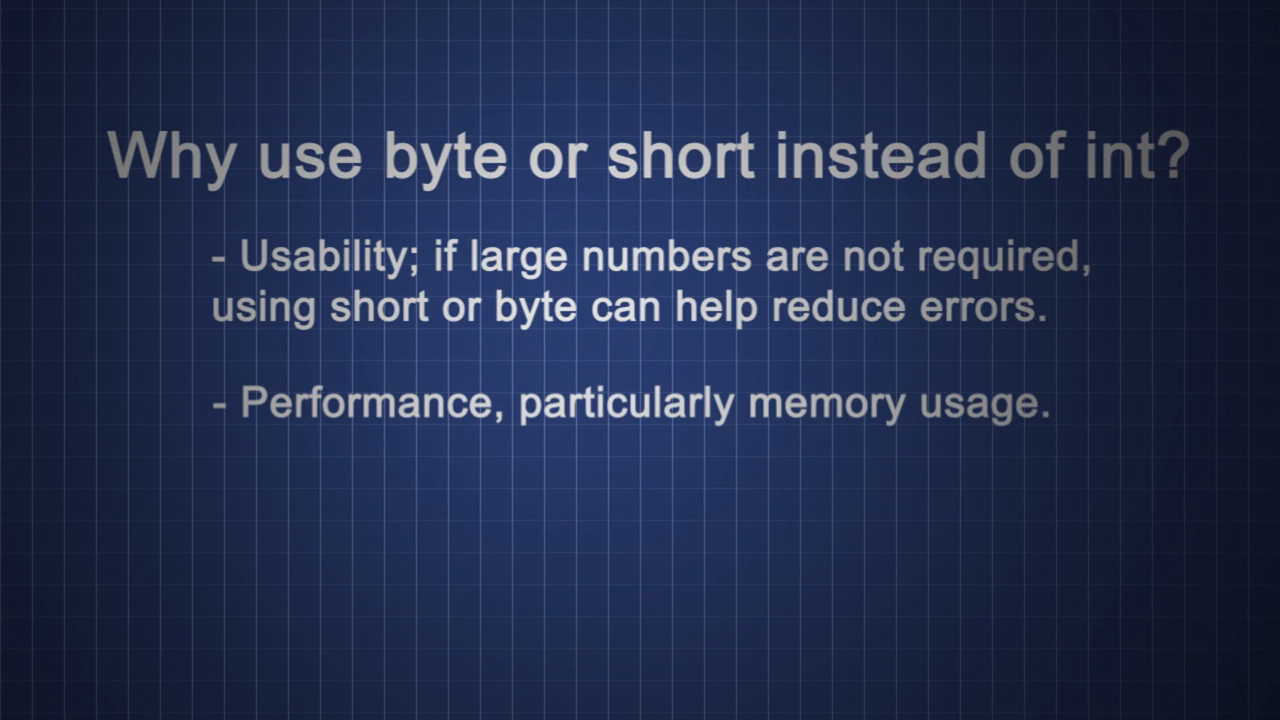 Why use byte or short instead of int?
- Usability; if large numbers are not required,
using short or byte can help reduce errors.
- Performance, particularly memory usage.